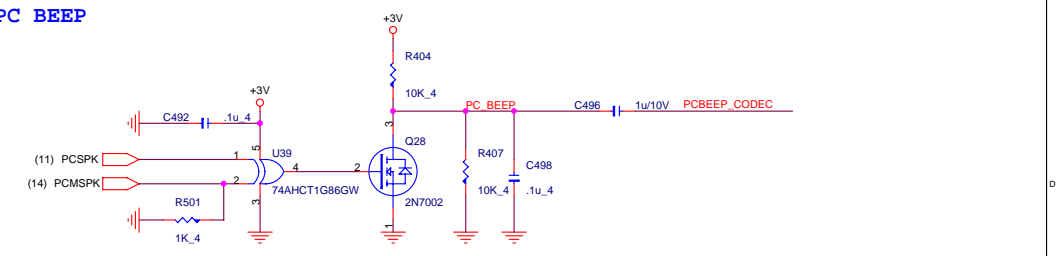 PC BEEP
+3V
R404
10K_4
+3V
C492
.1u_4
PC_BEEP
C496
1u/10V
PCBEEP_CODEC
3
5
U39
Q28
(11) PCSPK
1
4
2
R407
C498
(14) PCMSPK
2
74AHCT1G86GW
10K_4
.1u_4
R501
3
2N7002
1
1K_4
D